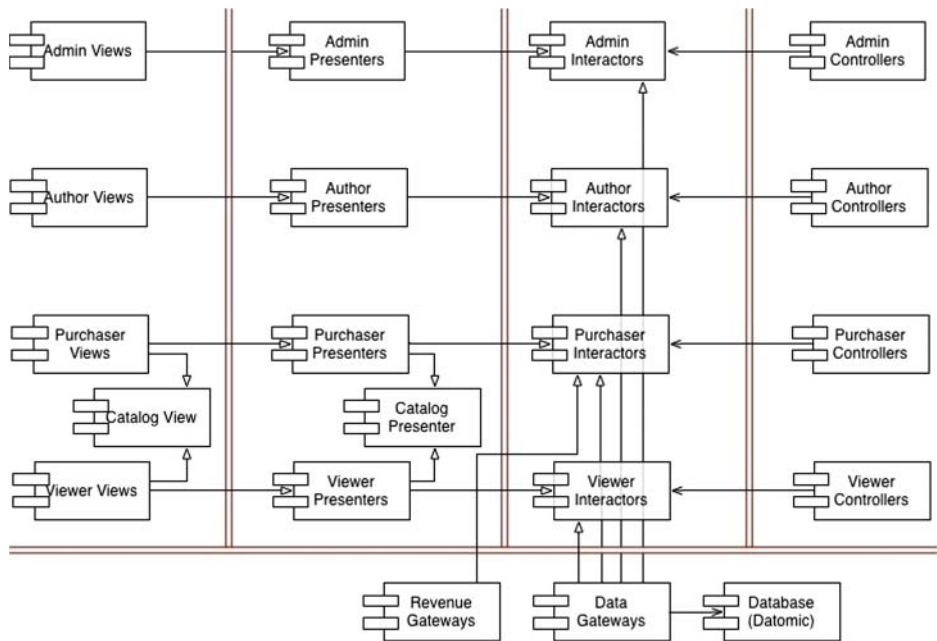 Admin Views
Admin
Presenters
Admin
Interactors
Admin
Controllers
Author Views
Author
Presenters
Author
Interactors
Author
Controllers
Purchaser
Views
Purchaser
Presenters
Purchaser
Interactors
Purchaser
Controllers
Catalog View
Catalog
Presenter
Viewer Views
Viewer
Presenters
Viewer
Interactors
Viewer
Controllers
Revenue
Gateways
Data
Gateways
Database
(Datomic)